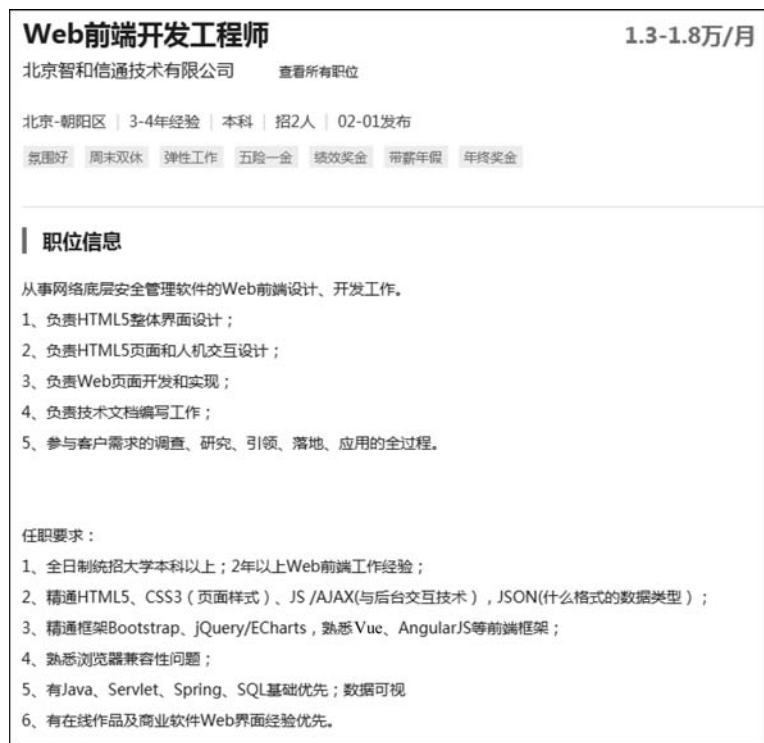 Web前端开发工程师 1.3-1.8万/月
北京智和信通技术有限公司 查看所有职位
北京-朝阳区 | 3-4年经验 | 本科 | 招2人 | 02-01发布
氛围好 周末双休 弹性工作 五险一金 绩效奖金 带薪年假 年终奖金
职位信息
从事网络底层安全管理软件的Web前端设计、开发工作。
1、负责HTML5整体界面设计；
2、负责HTML5页面和人机交互设计；
3、负责Web页面开发和实现；
4、负责技术文档编写工作；
5、参与客户需求的调查、研究、引领、落地、应用的全过程。
任职要求：
1、全日制统招大学本科以上；2年以上Web前端工作经验；
2、精通HTML5、CSS3（页面样式）、JS /AJAX(与后台交互技术），JSON(什么格式的数据类型）；
3、精通框架Bootstrap、jQuery/ECharts，熟悉Vue、AngularJS等前端框架；
4、熟悉浏览器兼容性问题；
5、有Java、Servlet、Spring、SQL基础优先；数据可视
6、有在线作品及商业软件Web界面经验优先。